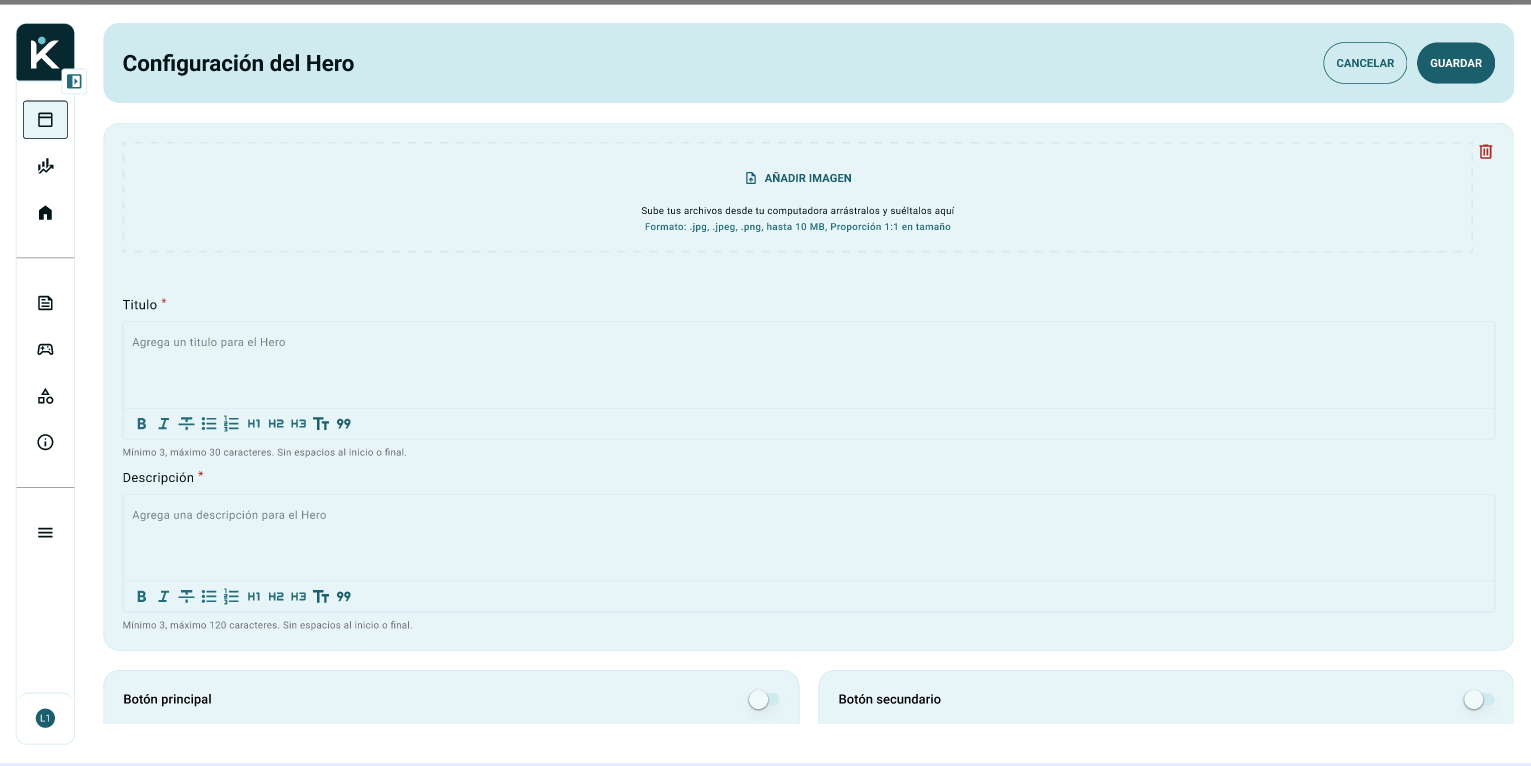 Configuración del Hero
CANCELAR
GUARDAR
AÑADIR IMAGEN
Sube tus archivos desde tu computadora arrástralos y suéltalos aquí
Formato: .jpg, .jpeg, .png, hasta 10 MB, Proporción 1:1 en tamaño
Titulo *
Agrega un titulo para el Hero
B I T H1 H2 H3 TT 99
Mínimo 3, máximo 30 caracteres. Sin espacios al inicio o final.
Descripción *
Agrega una descripción para el Hero
B I T H1 H2 H3 TT 99
Mínimo 3, máximo 120 caracteres. Sin espacios al inicio o final.
Botón principal
Botón secundario
K
L1